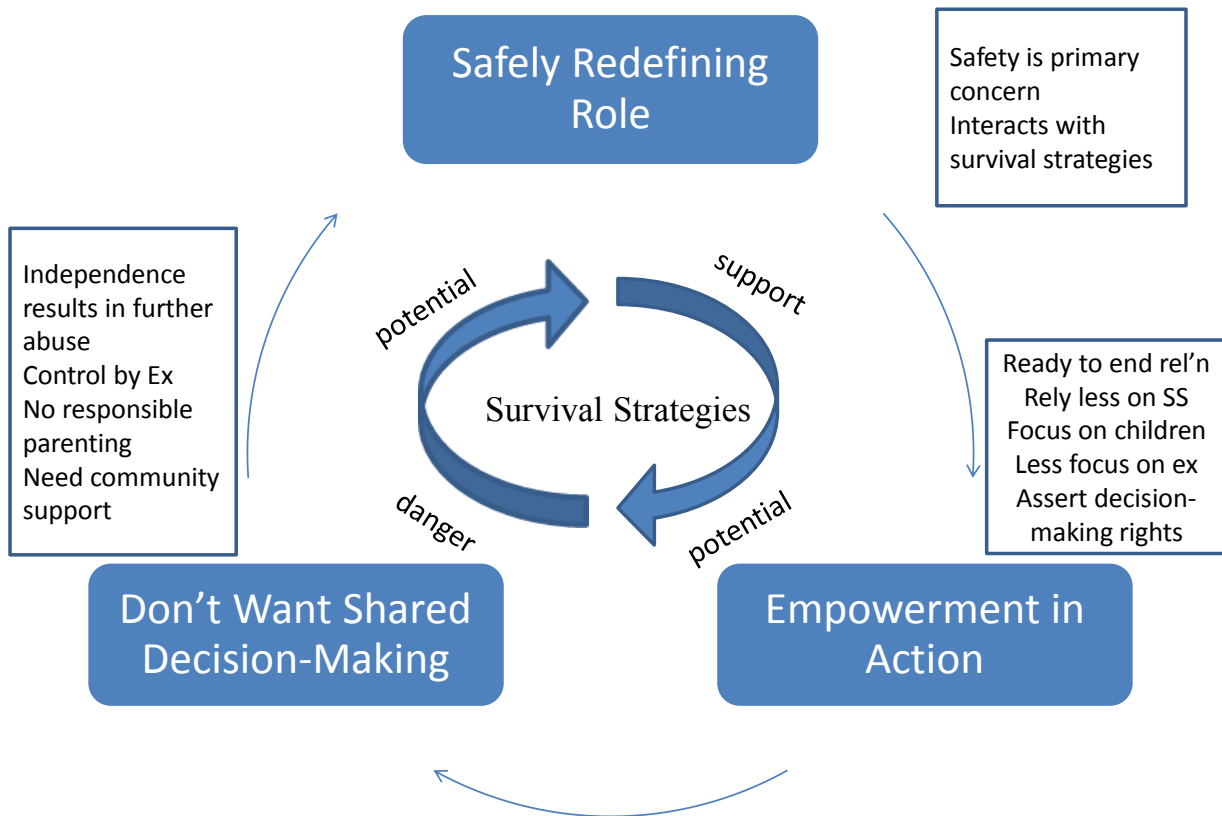 Safely Redefining
Role
Safety is primary
concern
Interacts with
survival strategies
Independence
results in further
abuse
Control by Ex
No responsible
parenting
Need community
support
potential
support
Survival Strategies
danger
potential
Ready to end rel’n
Rely less on SS
Focus on children
Less focus on ex
Assert decision-
making rights
Don’t Want Shared
Decision-Making
Empowerment in
Action